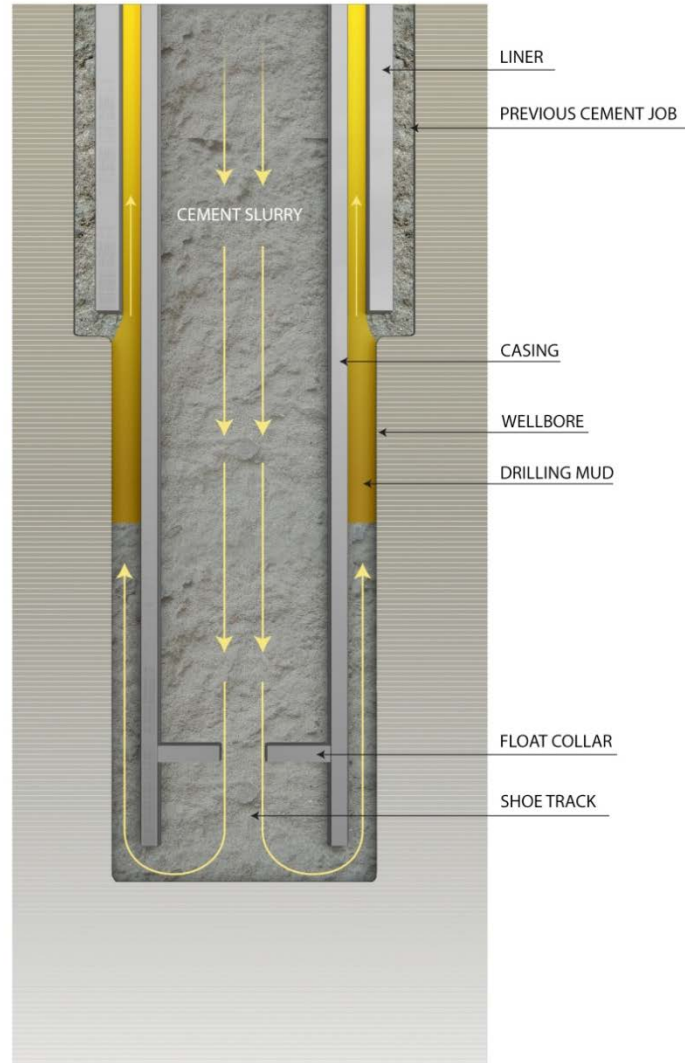 LINER
PREVIOUS CEMENT JOB
CEMENT SLURRY
CASING
WELLBORE
DRILLING MUD
FLOAT COLLAR
SHOE TRACK